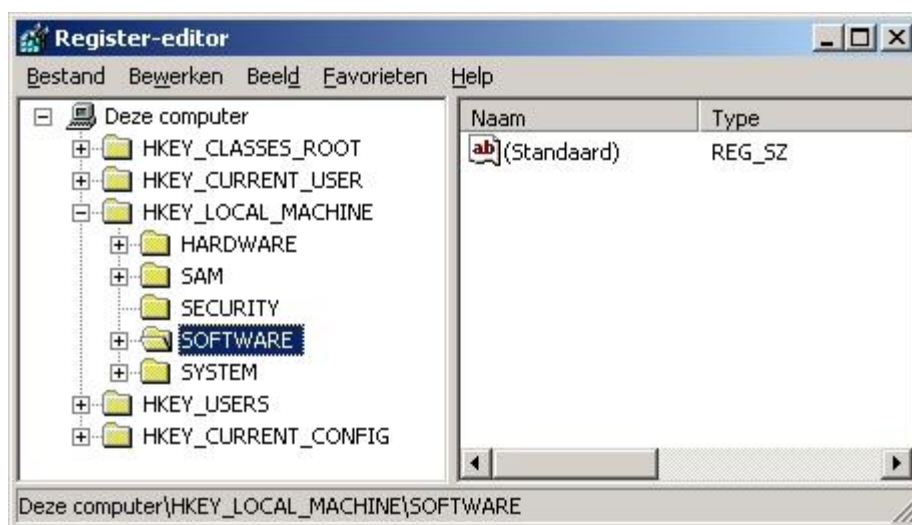 Register-editor
Bestand Bewerken Beeld Favorieten Help
Deze computer
HKEY_CLASSES_ROOT
HKEY_CURRENT_USER
HKEY_LOCAL_MACHINE
HARDWARE
SAM
SECURITY
SOFTWARE
SYSTEM
HKEY_USERS
HKEY_CURRENT_CONFIG
Naam Type
ab (Standaard) REG_SZ
Deze computer\HKEY_LOCAL_MACHINE\SOFTWARE